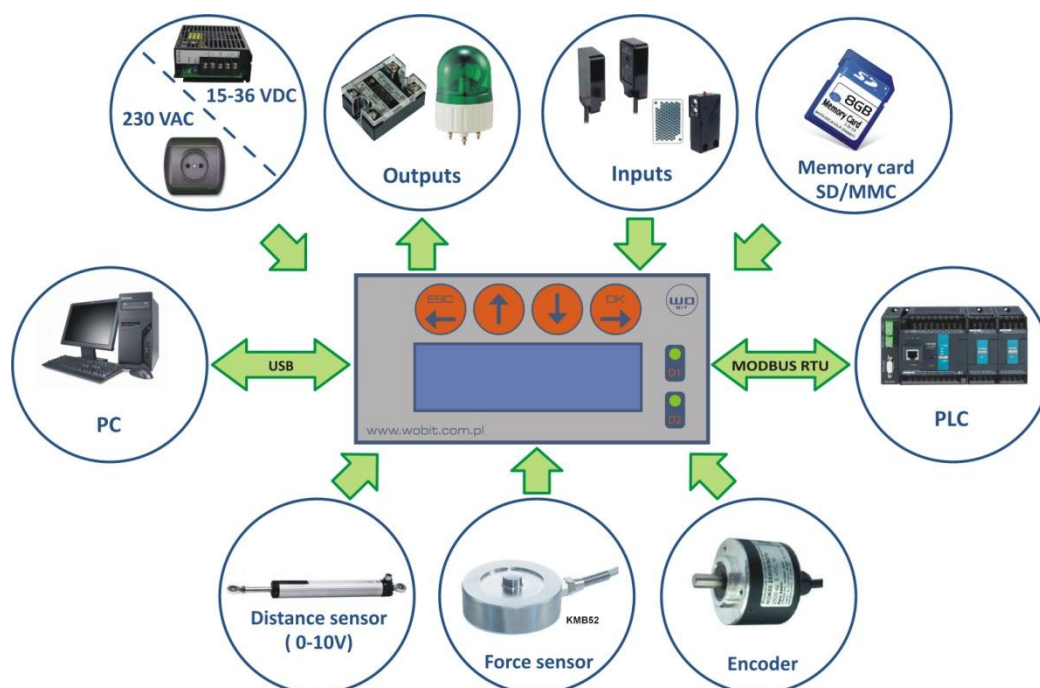 15-36 VDC
230 VAC
Outputs
Inputs
SD
8GB
Memory Card
Memory card
SD/MMC
ESC
OK
WO
BIT
D1
D2
www.wobit.com.pl
USB
MODBUS RTU
PC
PLC
Distance sensor
( 0-10V)
KMB52
Force sensor
Encoder